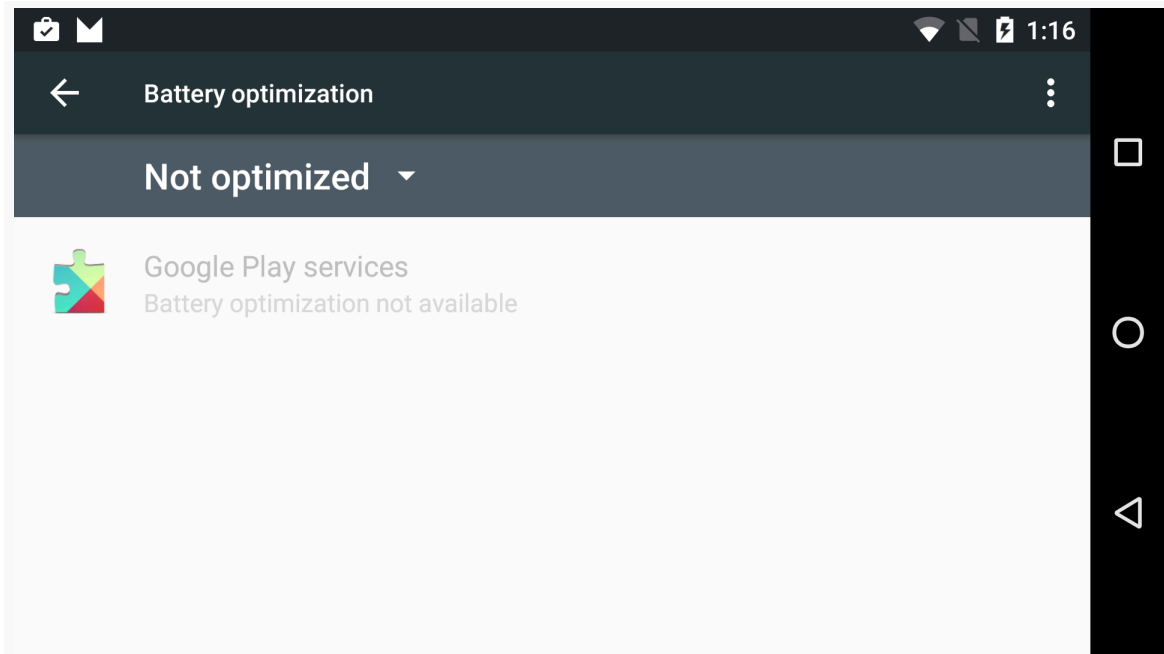 1:16
Battery optimization
Not optimized
Google Play services
Battery optimization not available